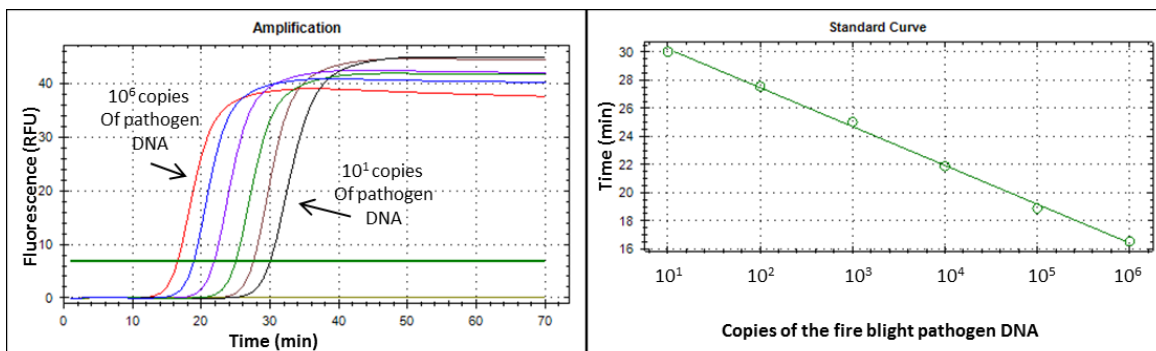 Amplification
Fluorescence (RFU)
40
30
20
10
0
10⁶ copies
Of pathogen
DNA
10¹ copies
Of pathogen
DNA
0 10 20 30 40 50 60 70
Time (min)
Standard Curve
Time (min)
30
28
26
24
22
20
18
16
10¹ 10² 10³ 10⁴ 10⁵ 10⁶
Copies of the fire blight pathogen DNA